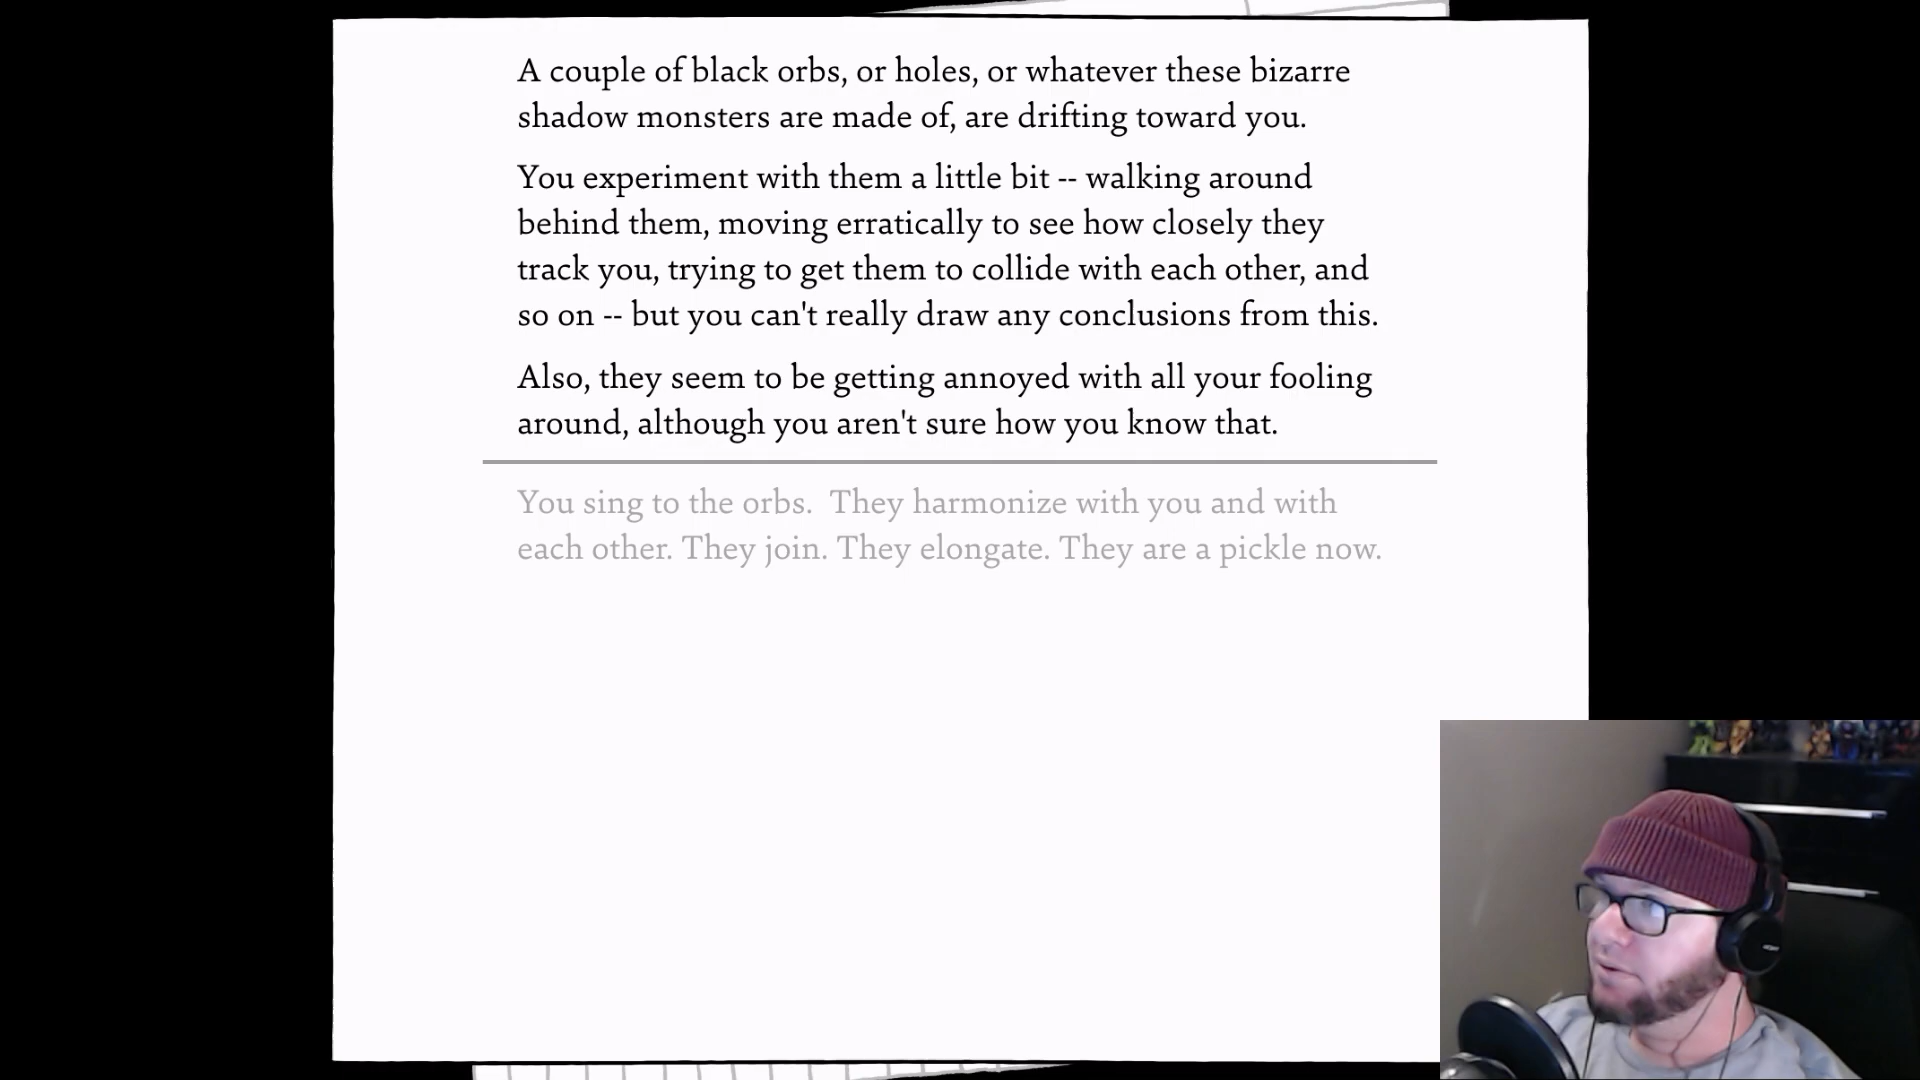 A couple of black orbs, or holes, or whatever these bizarre
shadow monsters are made of, are drifting toward you.
You experiment with them a little bit -- walking around
behind them, moving erratically to see how closely they
track you, trying to get them to collide with each other, and
so on -- but you can't really draw any conclusions from this.
Also, they seem to be getting annoyed with all your fooling
around, although you aren't sure how you know that.
You sing to the orbs.  They harmonize with you and with
each other. They join. They elongate. They are a pickle now.